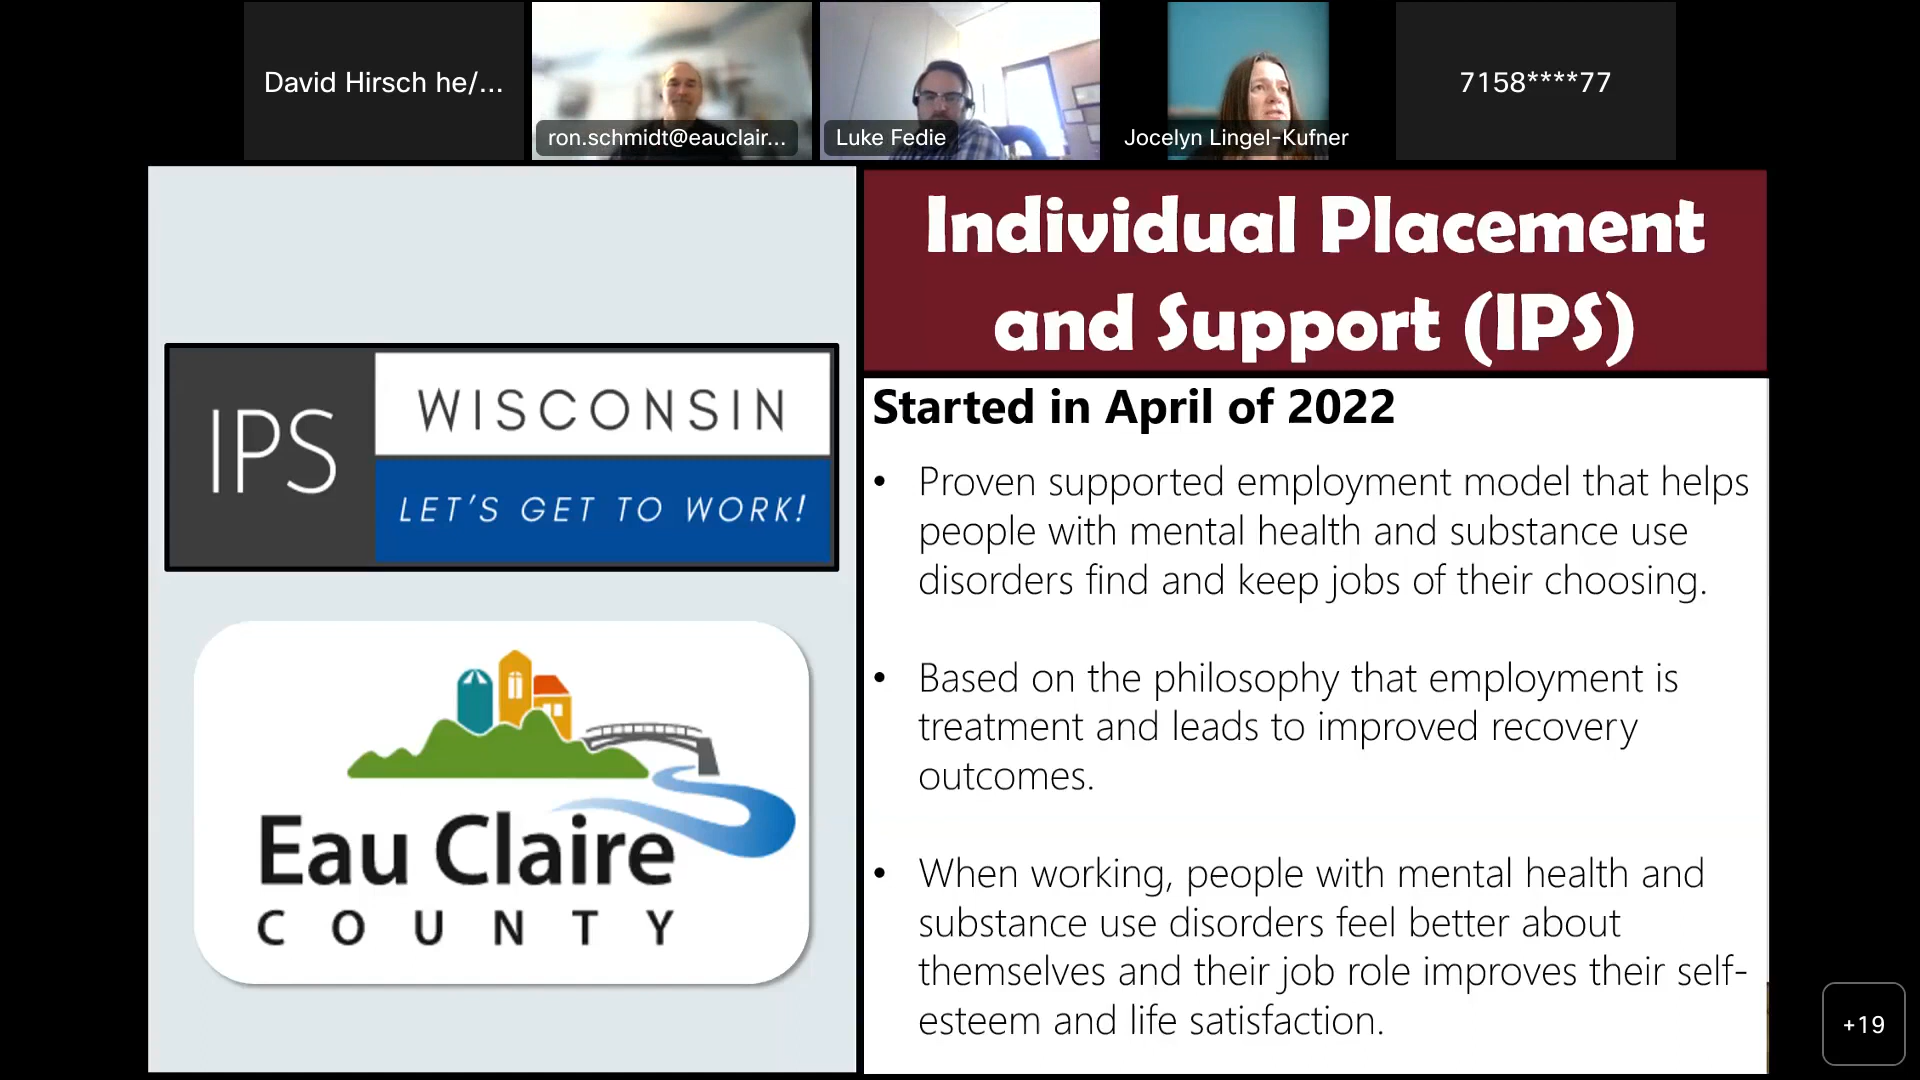 David Hirsch he/...
ron.schmidt@eauclair...
Luke Fedie
Jocelyn Lingel-Kufner
7158****77
IPS
WISCONSIN
LET'S GET TO WORK!
Eau Claire
COUNTY
Individual Placement
and Support (IPS)
Started in April of 2022
• Proven supported employment model that helps
people with mental health and substance use
disorders find and keep jobs of their choosing.
• Based on the philosophy that employment is
treatment and leads to improved recovery
outcomes.
• When working, people with mental health and
substance use disorders feel better about
themselves and their job role improves their self-
esteem and life satisfaction.
+19